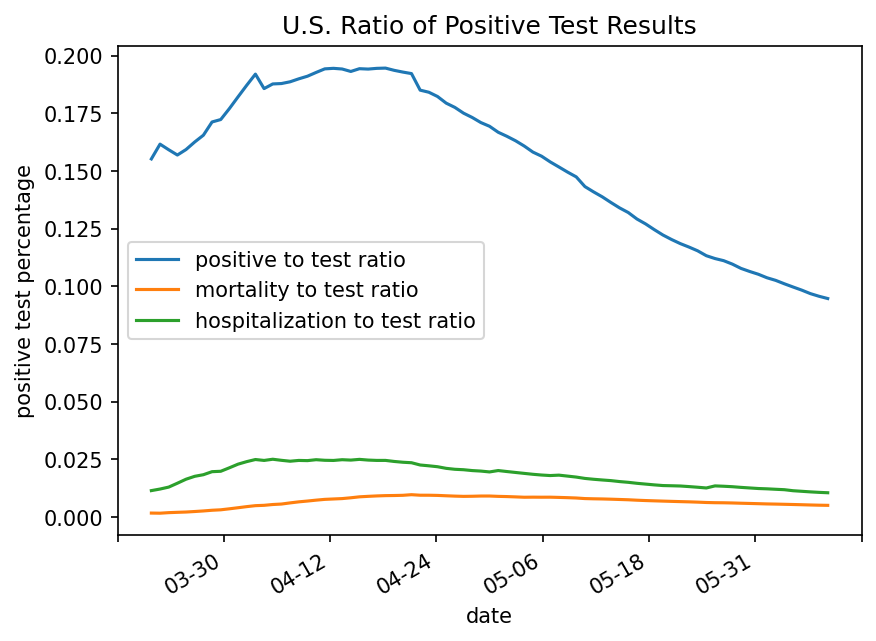 U.S. Ratio of Positive Test Results
0.200
0.175
0.150
0.125
0.100
0.075
0.050
0.025
0.000
positive test percentage
positive to test ratio
mortality to test ratio
hospitalization to test ratio
03-30
04-12
04-24
05-06
05-18
05-31
date